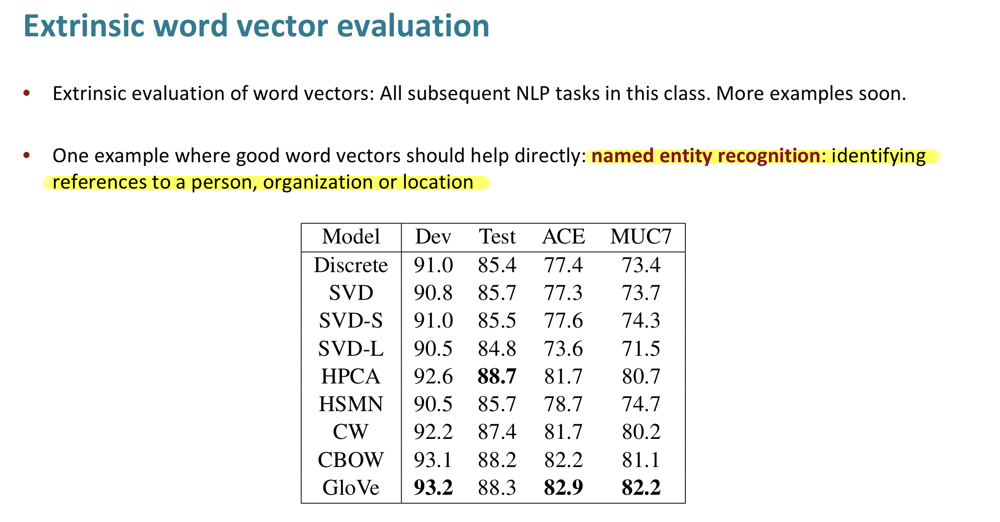 Extrinsic word vector evaluation
• Extrinsic evaluation of word vectors: All subsequent NLP tasks in this class. More examples soon.
• One example where good word vectors should help directly: named entity recognition: identifying
references to a person, organization or location
Model Dev Test ACE MUC7
Discrete 91.0 85.4 77.4 73.4
SVD 90.8 85.7 77.3 73.7
SVD-S 91.0 85.5 77.6 74.3
SVD-L 90.5 84.8 73.6 71.5
HPCA 92.6 88.7 81.7 80.7
HSMN 90.5 85.7 78.7 74.7
CW 92.2 87.4 81.7 80.2
CBOW 93.1 88.2 82.2 81.1
GloVe 93.2 88.3 82.9 82.2